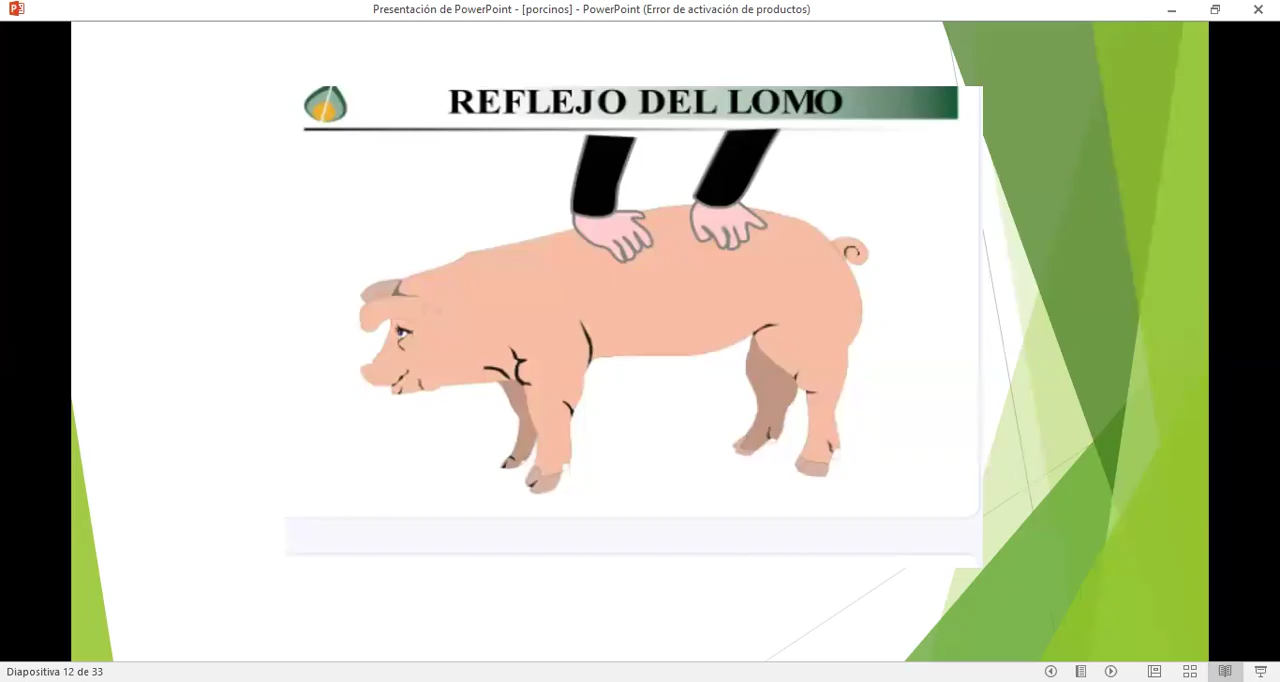 Presentación de PowerPoint - [porcinos] - PowerPoint (Error de activación de productos)
REFLEJO DEL LOMO
Diapositiva 12 de 33